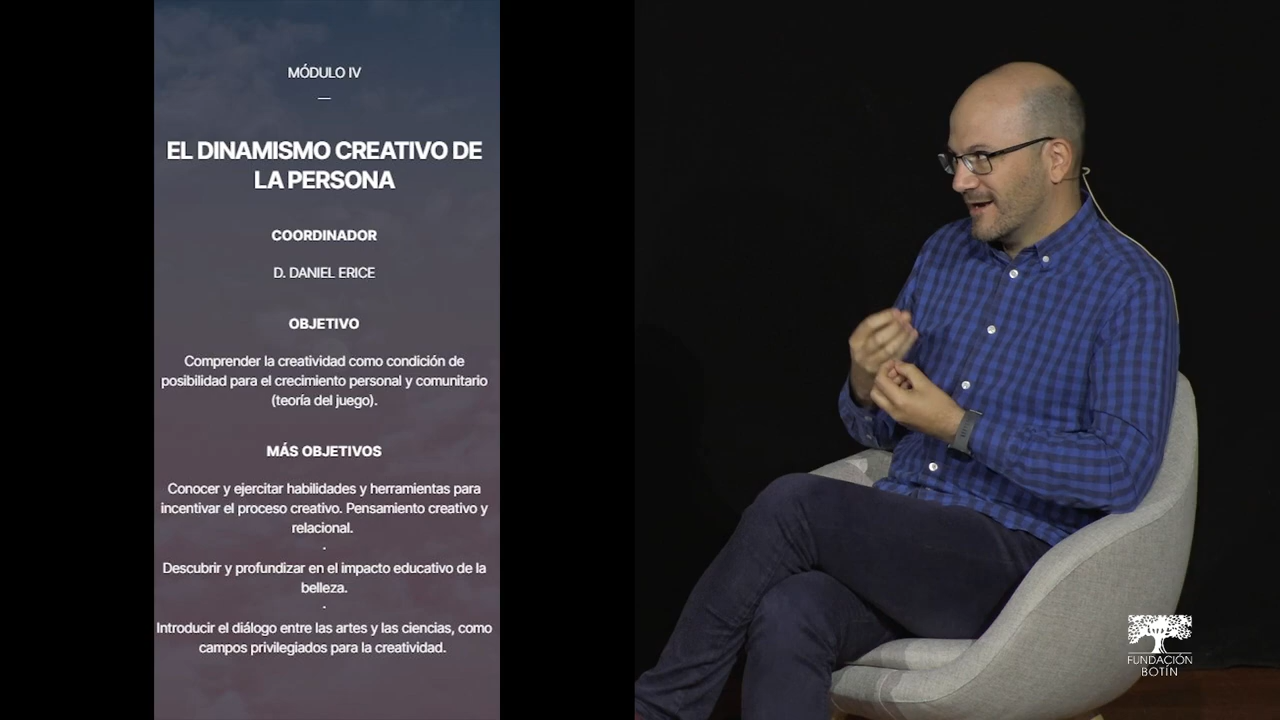 MÓDULO IV
—
EL DINAMISMO CREATIVO DE
LA PERSONA
COORDINADOR
D. DANIEL ERICE
OBJETIVO
Comprender la creatividad como condición de
posibilidad para el crecimiento personal y comunitario
(teoría del juego).
MÁS OBJETIVOS
Conocer y ejercitar habilidades y herramientas para
incentivar el proceso creativo. Pensamiento creativo y
relacional.
.
Descubrir y profundizar en el impacto educativo de la
belleza.
.
Introducir el diálogo entre las artes y las ciencias, como
campos privilegiados para la creatividad.
FUNDACIÓN
BOTÍN